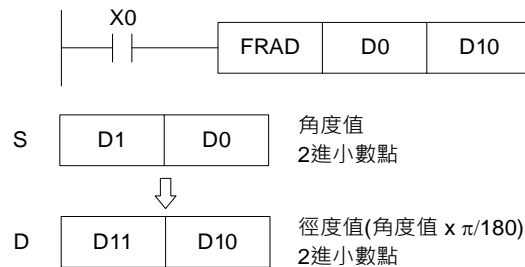 X0
FRAD D0 D10
S D1 D0 角度值
2進小數點
D D11 D10 徑度值(角度值 x π/180)
2進小數點